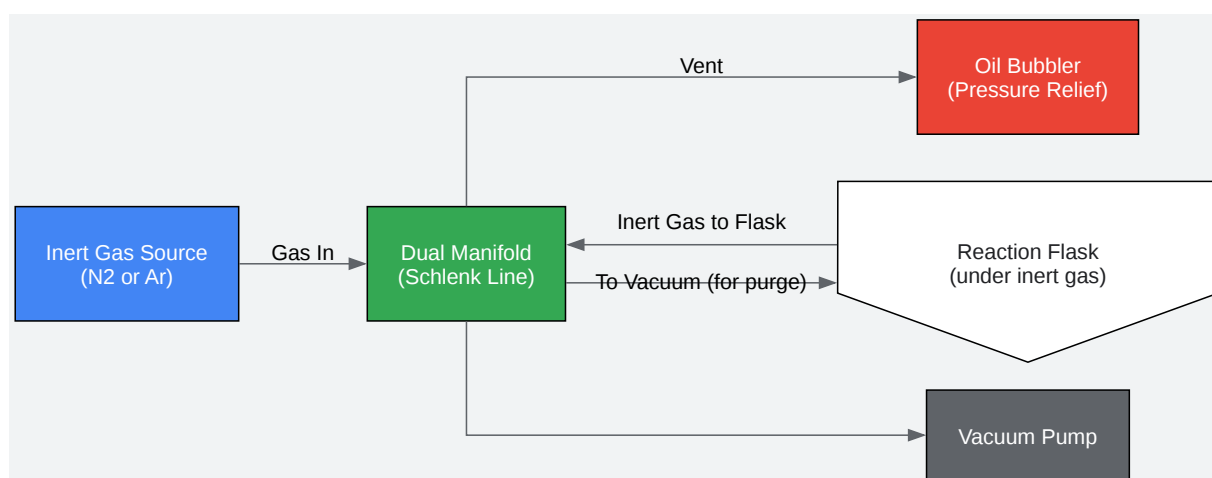 Vent
Oil Bubbler
(Pressure Relief)
Inert Gas Source
(N2 or Ar)
Gas In
Dual Manifold
(Schlenk Line)
Inert Gas to Flask
To Vacuum (for purge)
Reaction Flask
(under inert gas)
Vacuum Pump